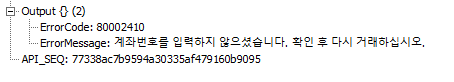 Output {} (2)
ErrorCode: 80002410
ErrorMessage: 계좌번호를 입력하지 않으셨습니다. 확인 후 다시 거래하십시오.
API_SEQ: 77338ac7b9594a30335af479160b9095